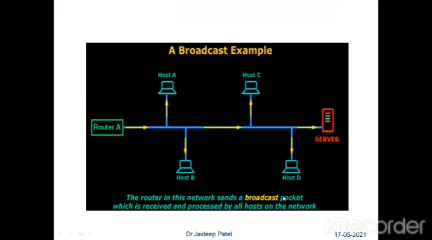 A Broadcast Example
Host A
Host C
Router A
SERVER
Host B
Host D
The router in this network sends a broadcast packet
which is received and processed by all hosts on the network
Dr Jaideep Patel
17-05-2021